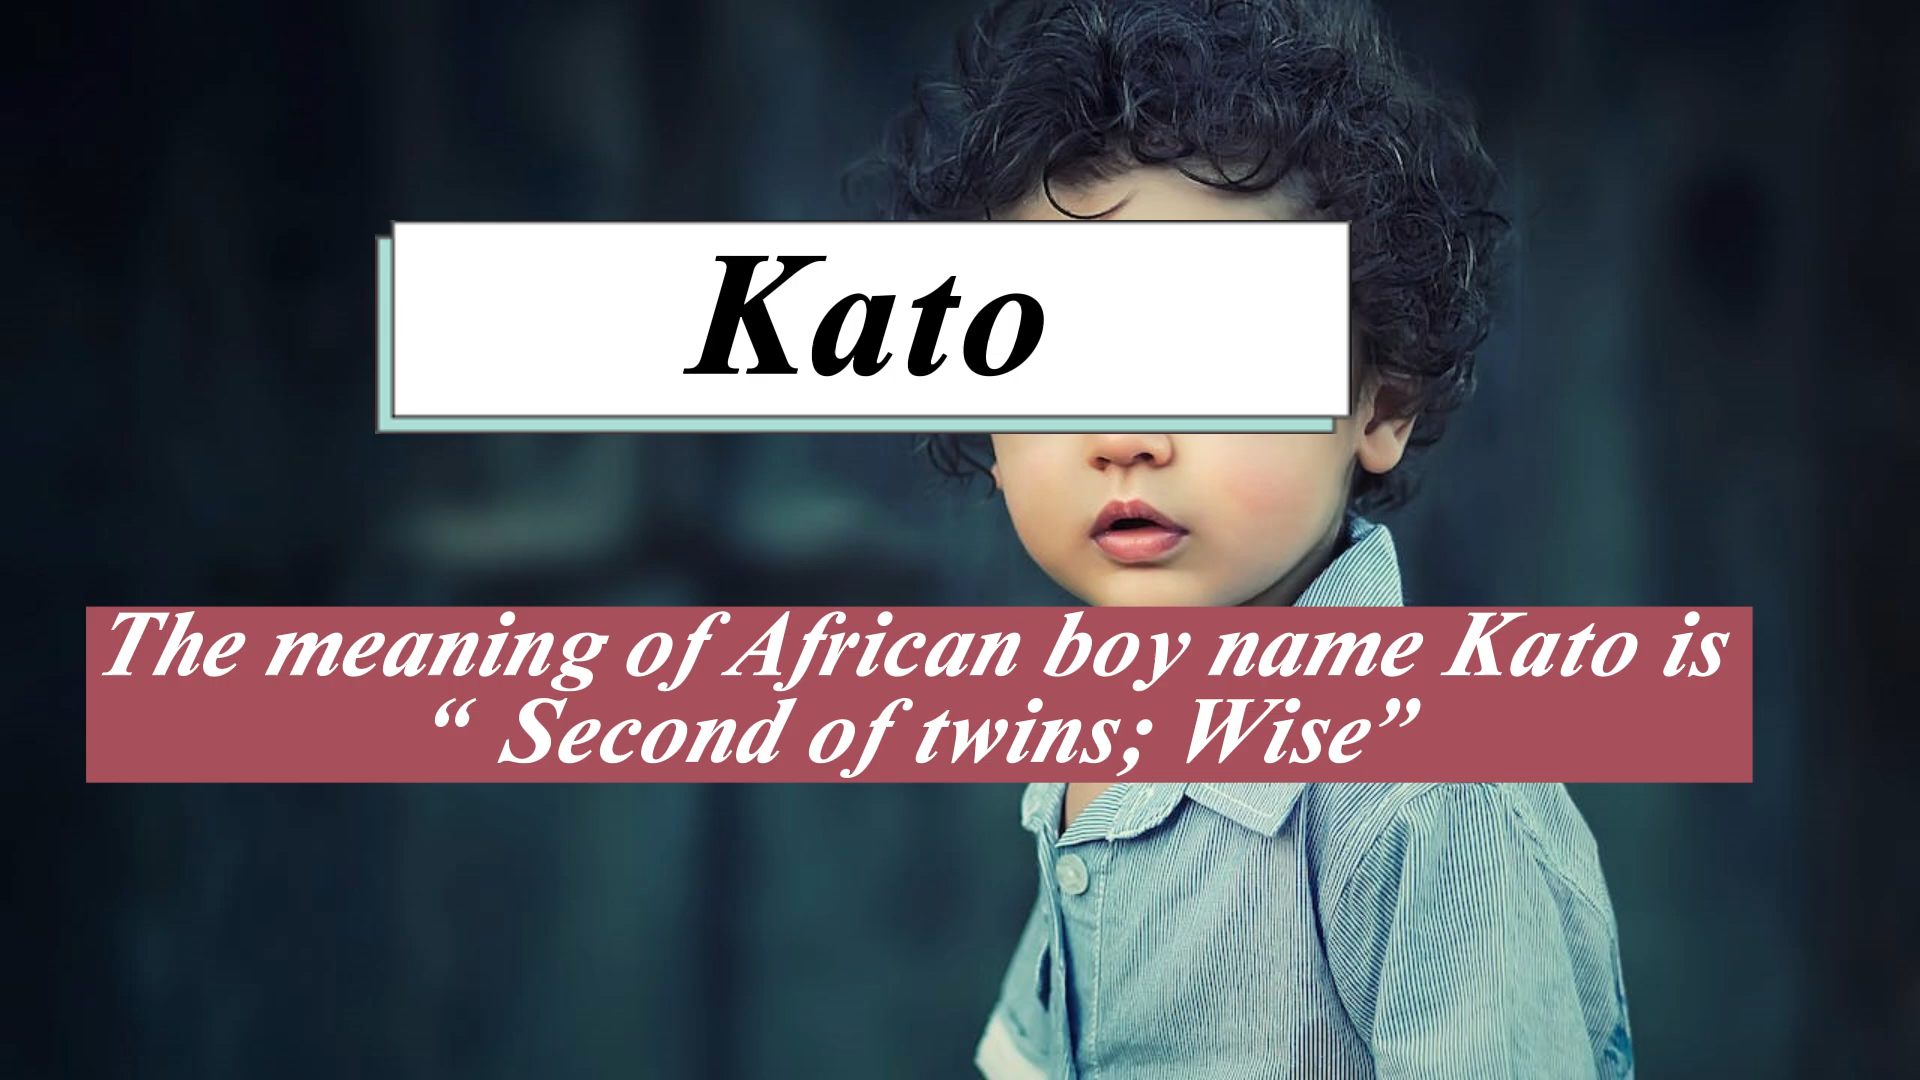 Kato
The meaning of African boy name Kato is
“ Second of twins; Wise”